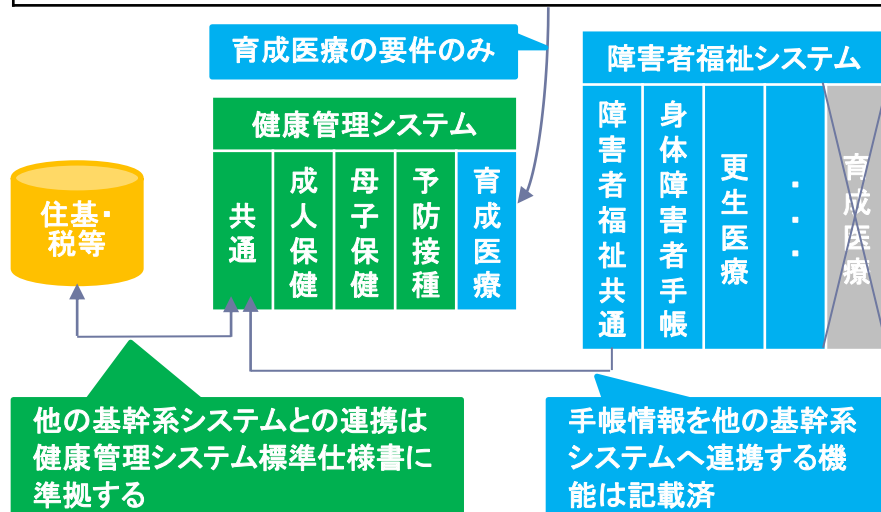 育成医療の要件のみ
障害者福祉システム
健康管理システム
住基・
税等
共通
成人保健
母子保健
予防接種
育成医療
障害者福祉共通
身体障害者手帳
更生医療
・・・
育成医療
他の基幹系システムとの連携は
健康管理システム標準仕様書に
準拠する
手帳情報を他の基幹系
システムへ連携する機
能は記載済